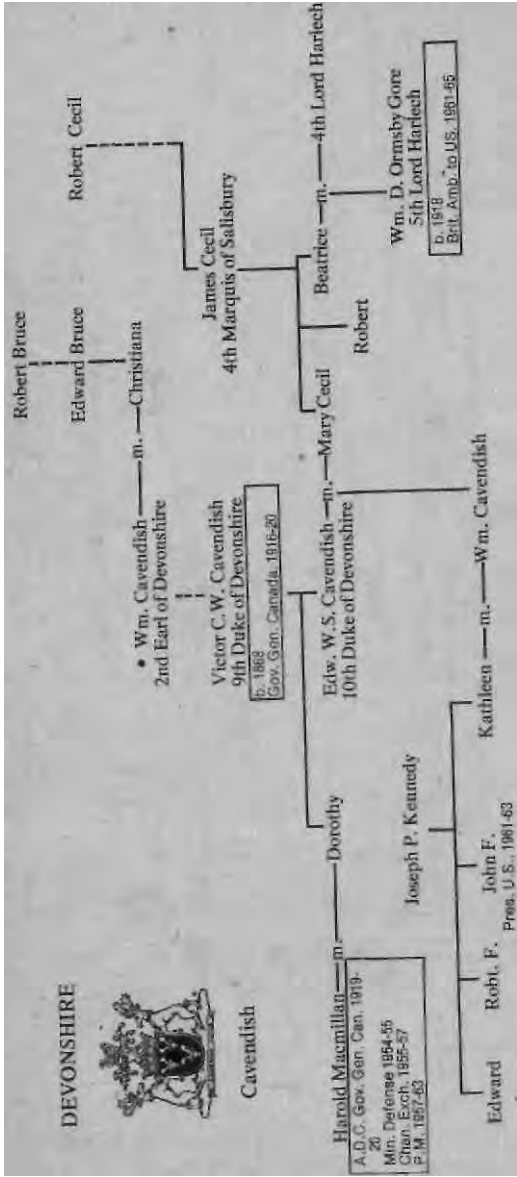 DEVONSHIRE
Cavendish
Robert Bruce
Edward Bruce
Wm. Cavendish — m. — Christiana
2nd Earl of Devonshire
Robert Cecil
Victor C.W. Cavendish
9th Duke of Devonshire
b. 1868
Gov. Gen. Canada, 1916-20
James Cecil
4th Marquis of Salisbury
Harold Macmillan — m. — Dorothy
A.D.C. Gov. Gen. Can. 1919-
20
Min. Defense 1954-55
Chan. Exch. 1955-57
P.M. 1957-63
Edw. W.S. Cavendish — m. — Mary Cecil
10th Duke of Devonshire
Robert
Beatrice — m. — 4th Lord Harlech
Wm. D. Ormsby Gore
5th Lord Harlech
b. 1918
Brit. Amb. to US, 1961-65
Joseph P. Kennedy
Edward
Robt. F.
John F.
Pres. U.S., 1961-63
Kathleen — m. — Wm. Cavendish